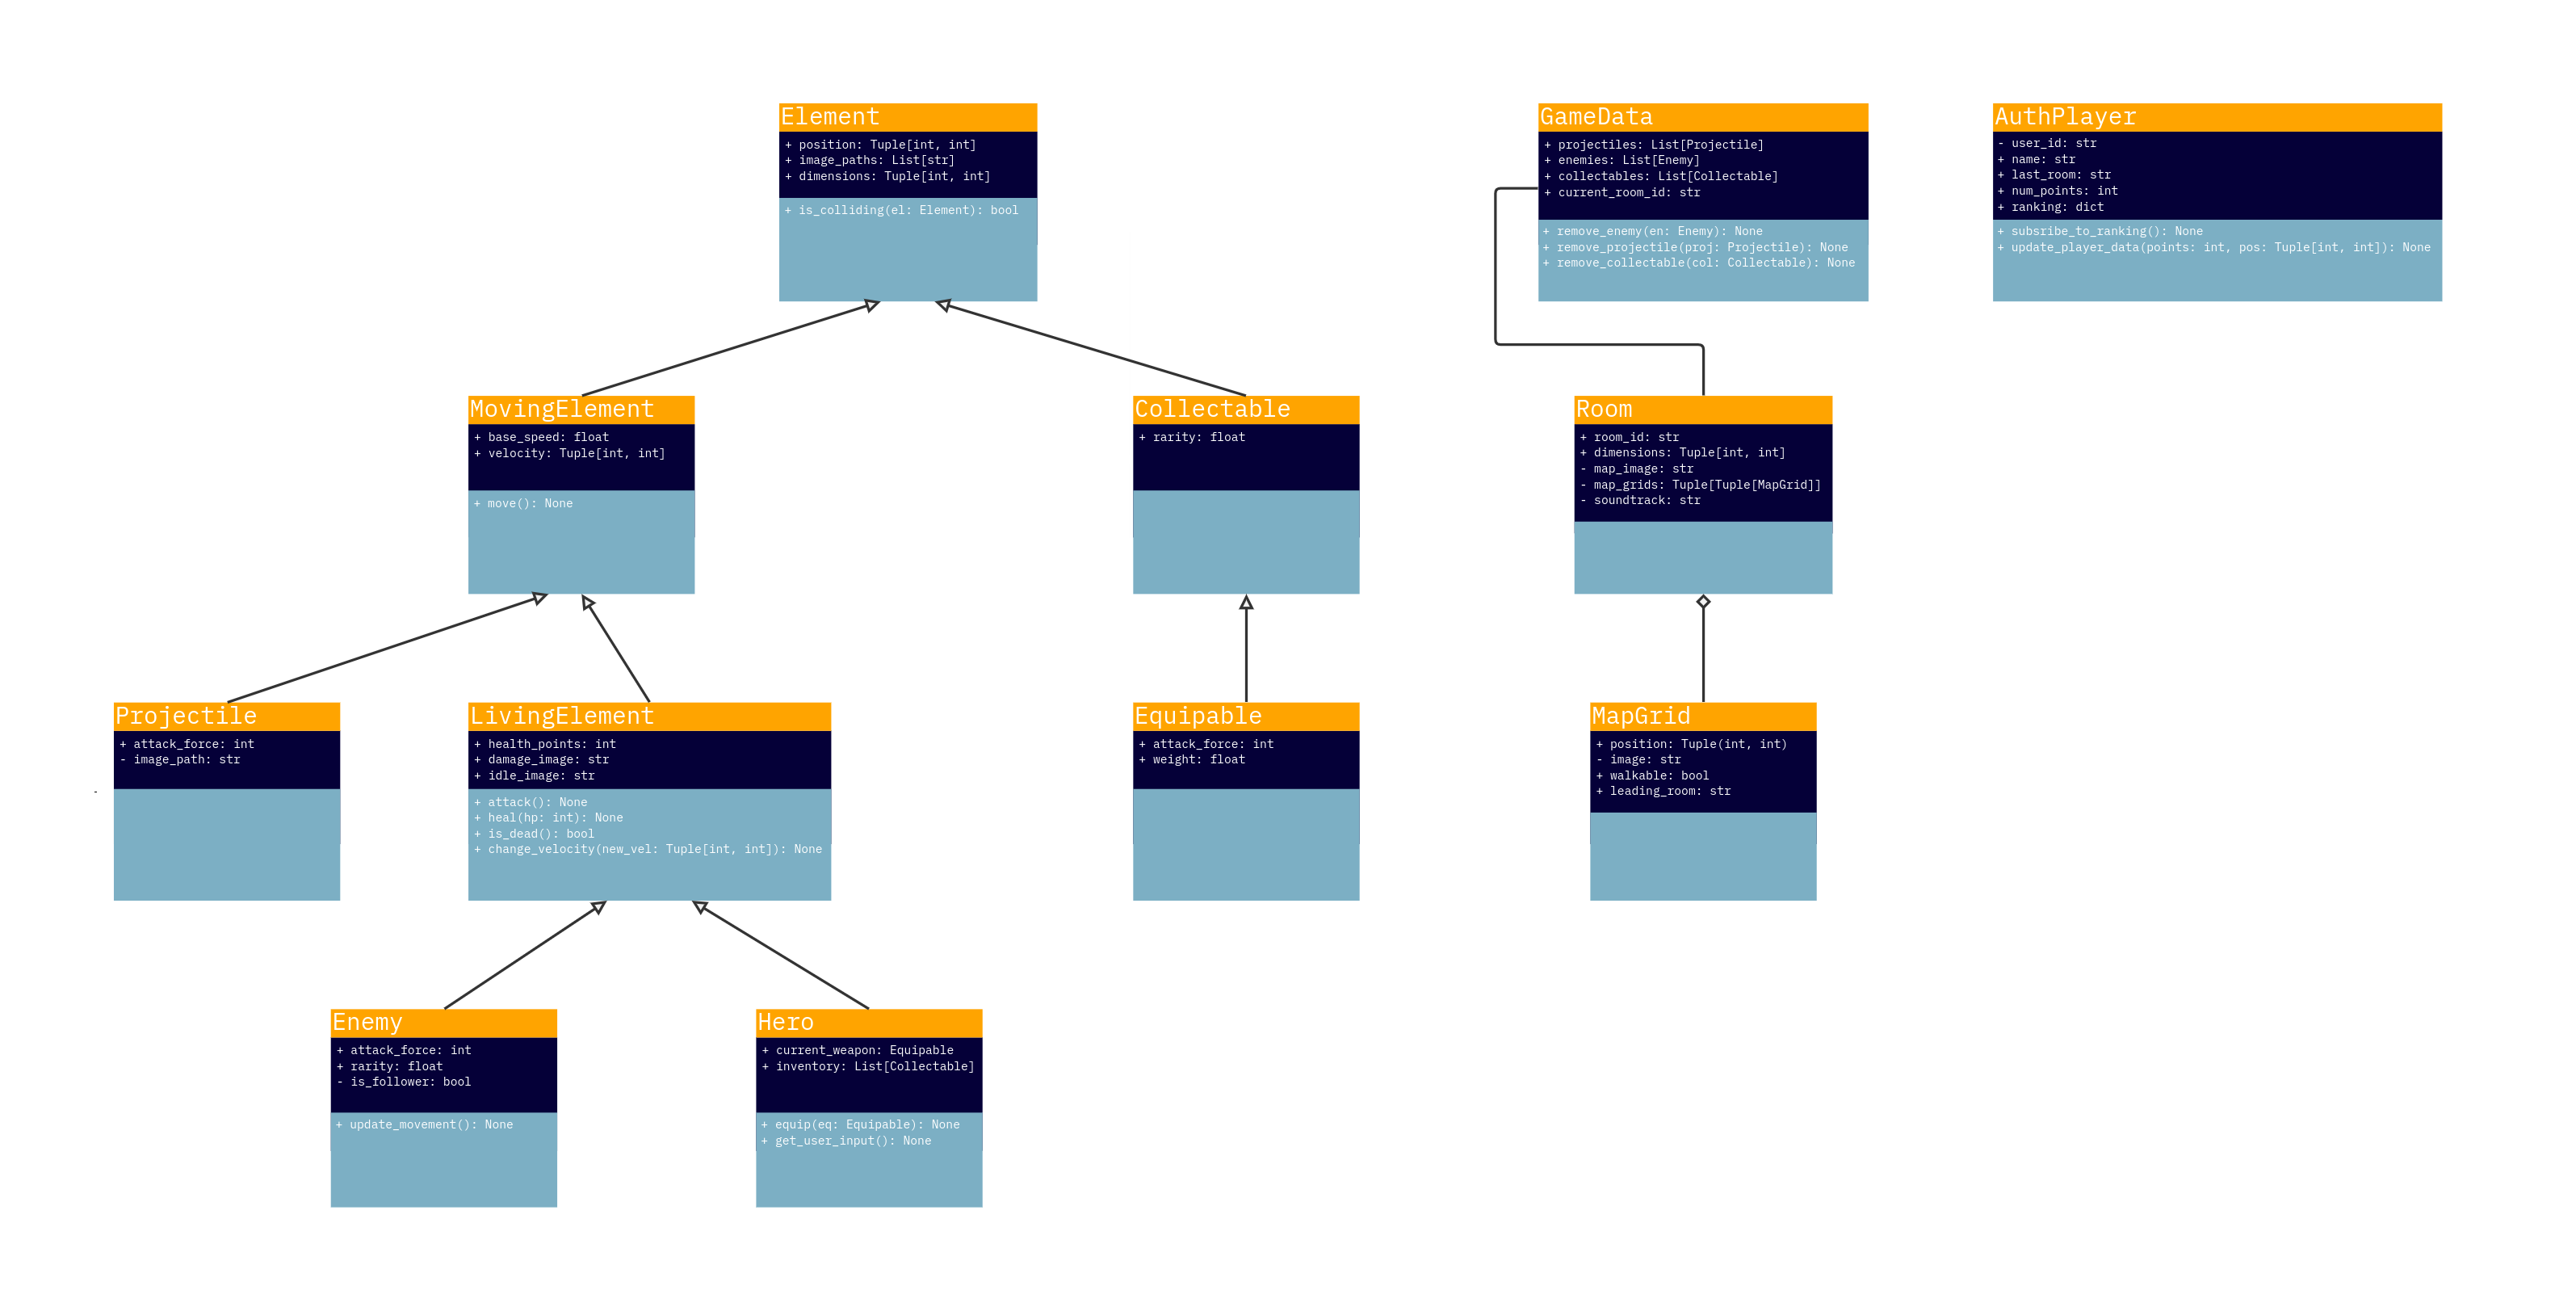 Element
+ position: Tuple[int, int]
+ image_paths: List[str]
+ dimensions: Tuple[int, int]
+ is_colliding(el: Element): bool
GameData
+ projectiles: List[Projectile]
+ enemies: List[Enemy]
+ collectables: List[Collectable]
+ current_room_id: str
+ remove_enemy(en: Enemy): None
+ remove_projectile(proj: Projectile): None
+ remove_collectable(col: Collectable): None
AuthPlayer
- user_id: str
+ name: str
+ last_room: str
+ num_points: int
+ ranking: dict
+ subsribe_to_ranking(): None
+ update_player_data(points: int, pos: Tuple[int, int]): None
MovingElement
+ base_speed: float
+ velocity: Tuple[int, int]
+ move(): None
Collectable
+ rarity: float
Room
+ room_id: str
+ dimensions: Tuple[int, int]
- map_image: str
- map_grids: Tuple[Tuple[MapGrid]]
- soundtrack: str
Projectile
+ attack_force: int
- image_path: str
LivingElement
+ health_points: int
+ damage_image: str
+ idle_image: str
+ attack(): None
+ heal(hp: int): None
+ is_dead(): bool
+ change_velocity(new_vel: Tuple[int, int]): None
Equipable
+ attack_force: int
+ weight: float
MapGrid
+ position: Tuple(int, int)
- image: str
+ walkable: bool
+ leading_room: str
-
Enemy
+ attack_force: int
+ rarity: float
- is_follower: bool
+ update_movement(): None
Hero
+ current_weapon: Equipable
+ inventory: List[Collectable]
+ equip(eq: Equipable): None
+ get_user_input(): None